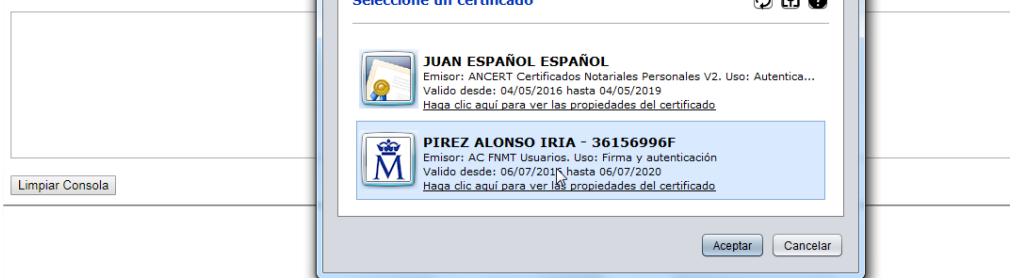 Seleccione un certificado
JUAN ESPAÑOL ESPAÑOL
Emisor: ANCERT Certificados Notariales Personales V2. Uso: Autentica...
Valido desde: 04/05/2016 hasta 04/05/2019
Haga clic aquí para ver las propiedades del certificado
PIREZ ALONSO IRIA - 36156996F
Emisor: AC FNMT Usuarios. Uso: Firma y autenticación
Valido desde: hasta 06/07/2020
Haga clic aquí para ver las propiedades del certificado
Limpiar Consola
Aceptar Cancelar